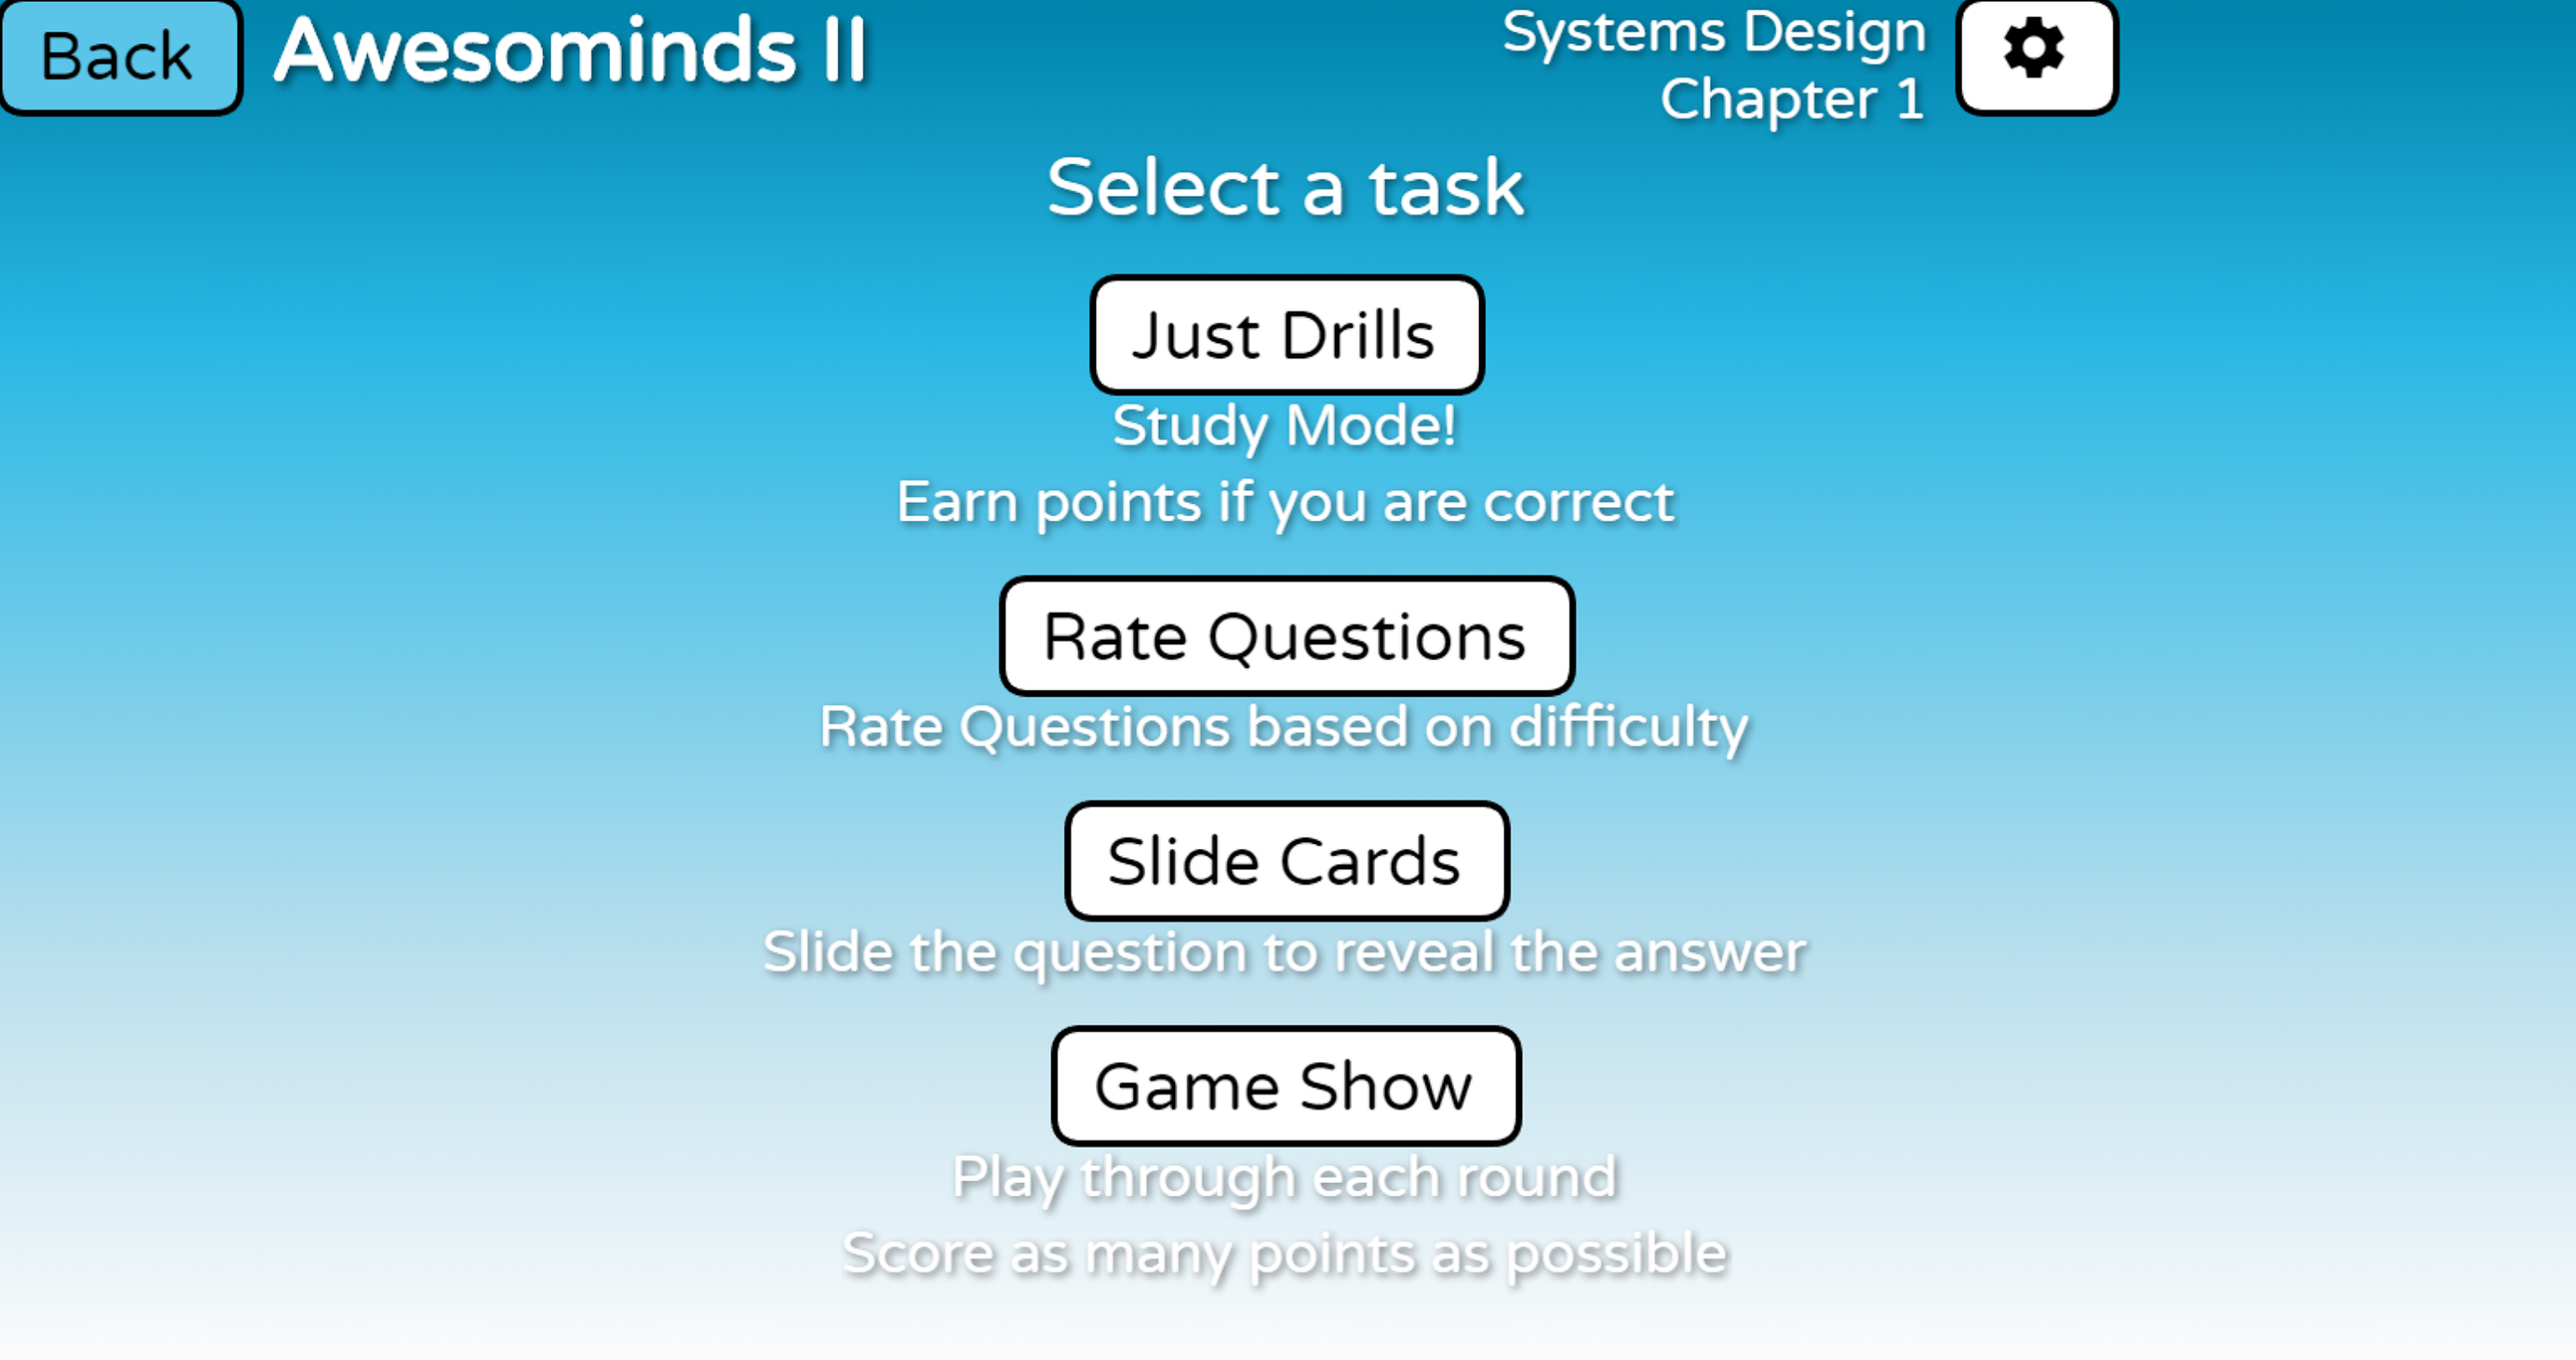 Back
Awesominds II
Systems Design
Chapter 1
Select a task
Just Drills
Study Mode!
Earn points if you are correct
Rate Questions
Rate Questions based on difficulty
Slide Cards
Slide the question to reveal the answer
Game Show
Play through each round
Score as many points as possible